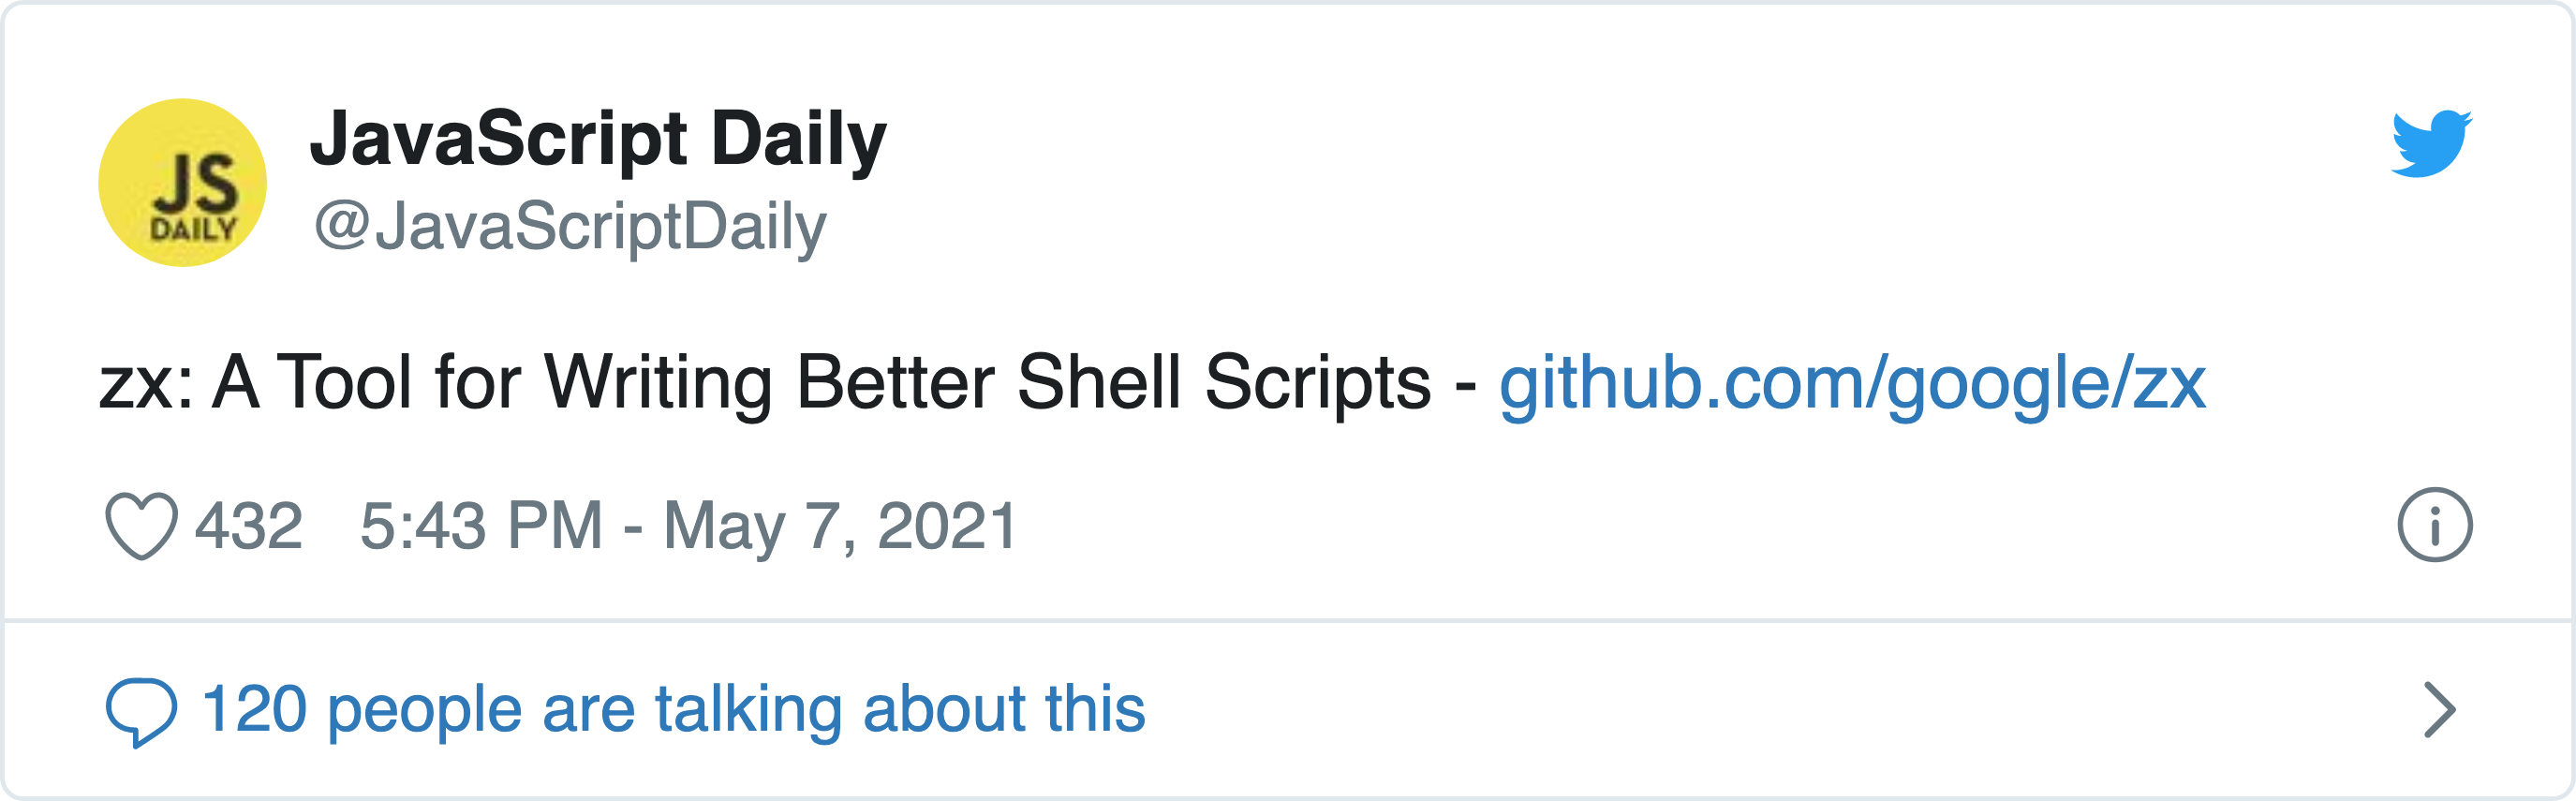 JS
DAILY
JavaScript Daily
@JavaScriptDaily
zx: A Tool for Writing Better Shell Scripts - github.com/google/zx
432 5:43 PM - May 7, 2021
120 people are talking about this